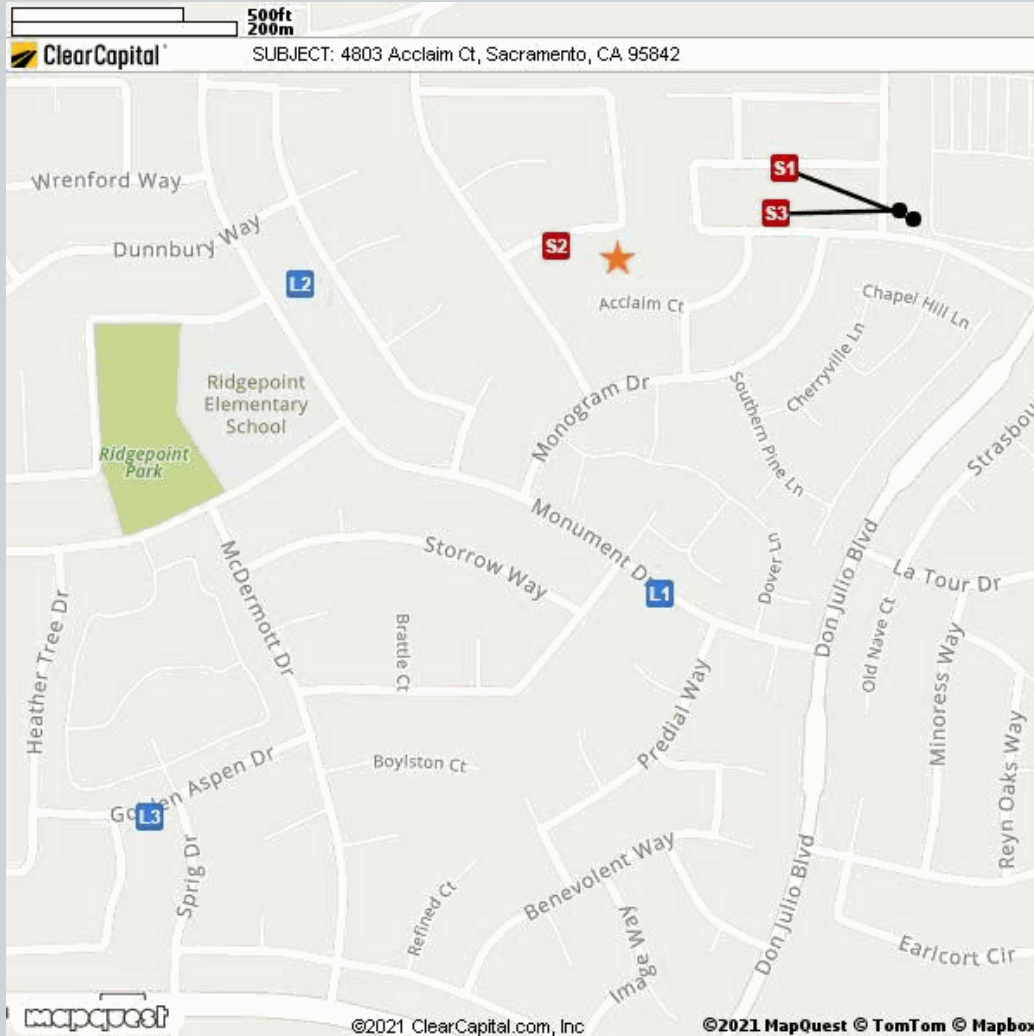 500ft
200m
ClearCapital
SUBJECT: 4803 Acclaim Ct, Sacramento, CA 95842
S1
Wrenford Way
S3
Dunnbury Way
S2
L2
Acclaim Ct
Chapel Hill Ln
Cherryville Ln
Ridgepoint
Elementary
School
Monogram Dr
Southern Pine Ln
Ridgepoint
Park
Strasbou
Monument Dr
Storrow Way
Dover Ln
Don Julio Blvd
La Tour Dr
L1
McDermott Dr
Heather Tree Dr
Brattle Ct
Old Nave Ct
Minoress Way
Predial Way
Boylston Ct
Reyn Oaks Way
Golden Aspen Dr
L3
Sprig Dr
Benevolent Way
Refined Ct
Don Julio Blvd
Image Way
Earlcort Cir
mapquest
©2021 ClearCapital.com, Inc
©2021 MapQuest © TomTom © Mapbox